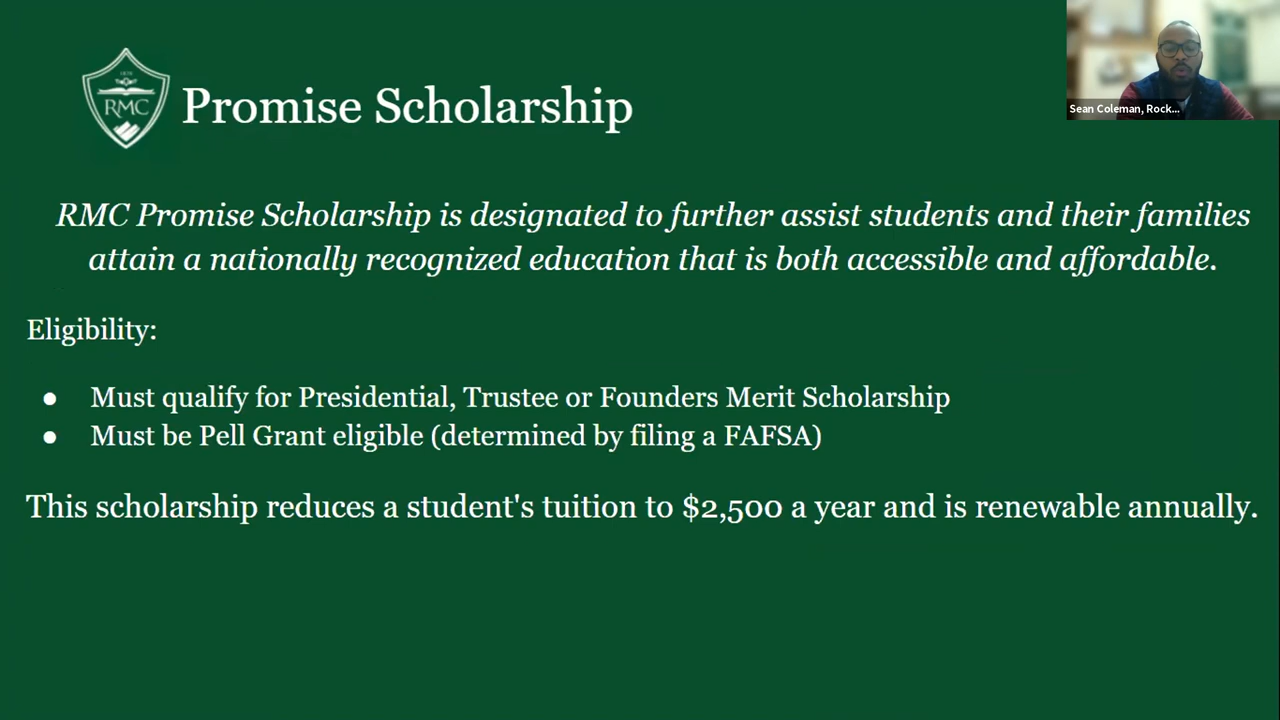 RMC
Promise Scholarship
Sean Coleman, Rock...
RMC Promise Scholarship is designated to further assist students and their families
attain a nationally recognized education that is both accessible and affordable.
Eligibility:
● Must qualify for Presidential, Trustee or Founders Merit Scholarship
● Must be Pell Grant eligible (determined by filing a FAFSA)
This scholarship reduces a student's tuition to $2,500 a year and is renewable annually.